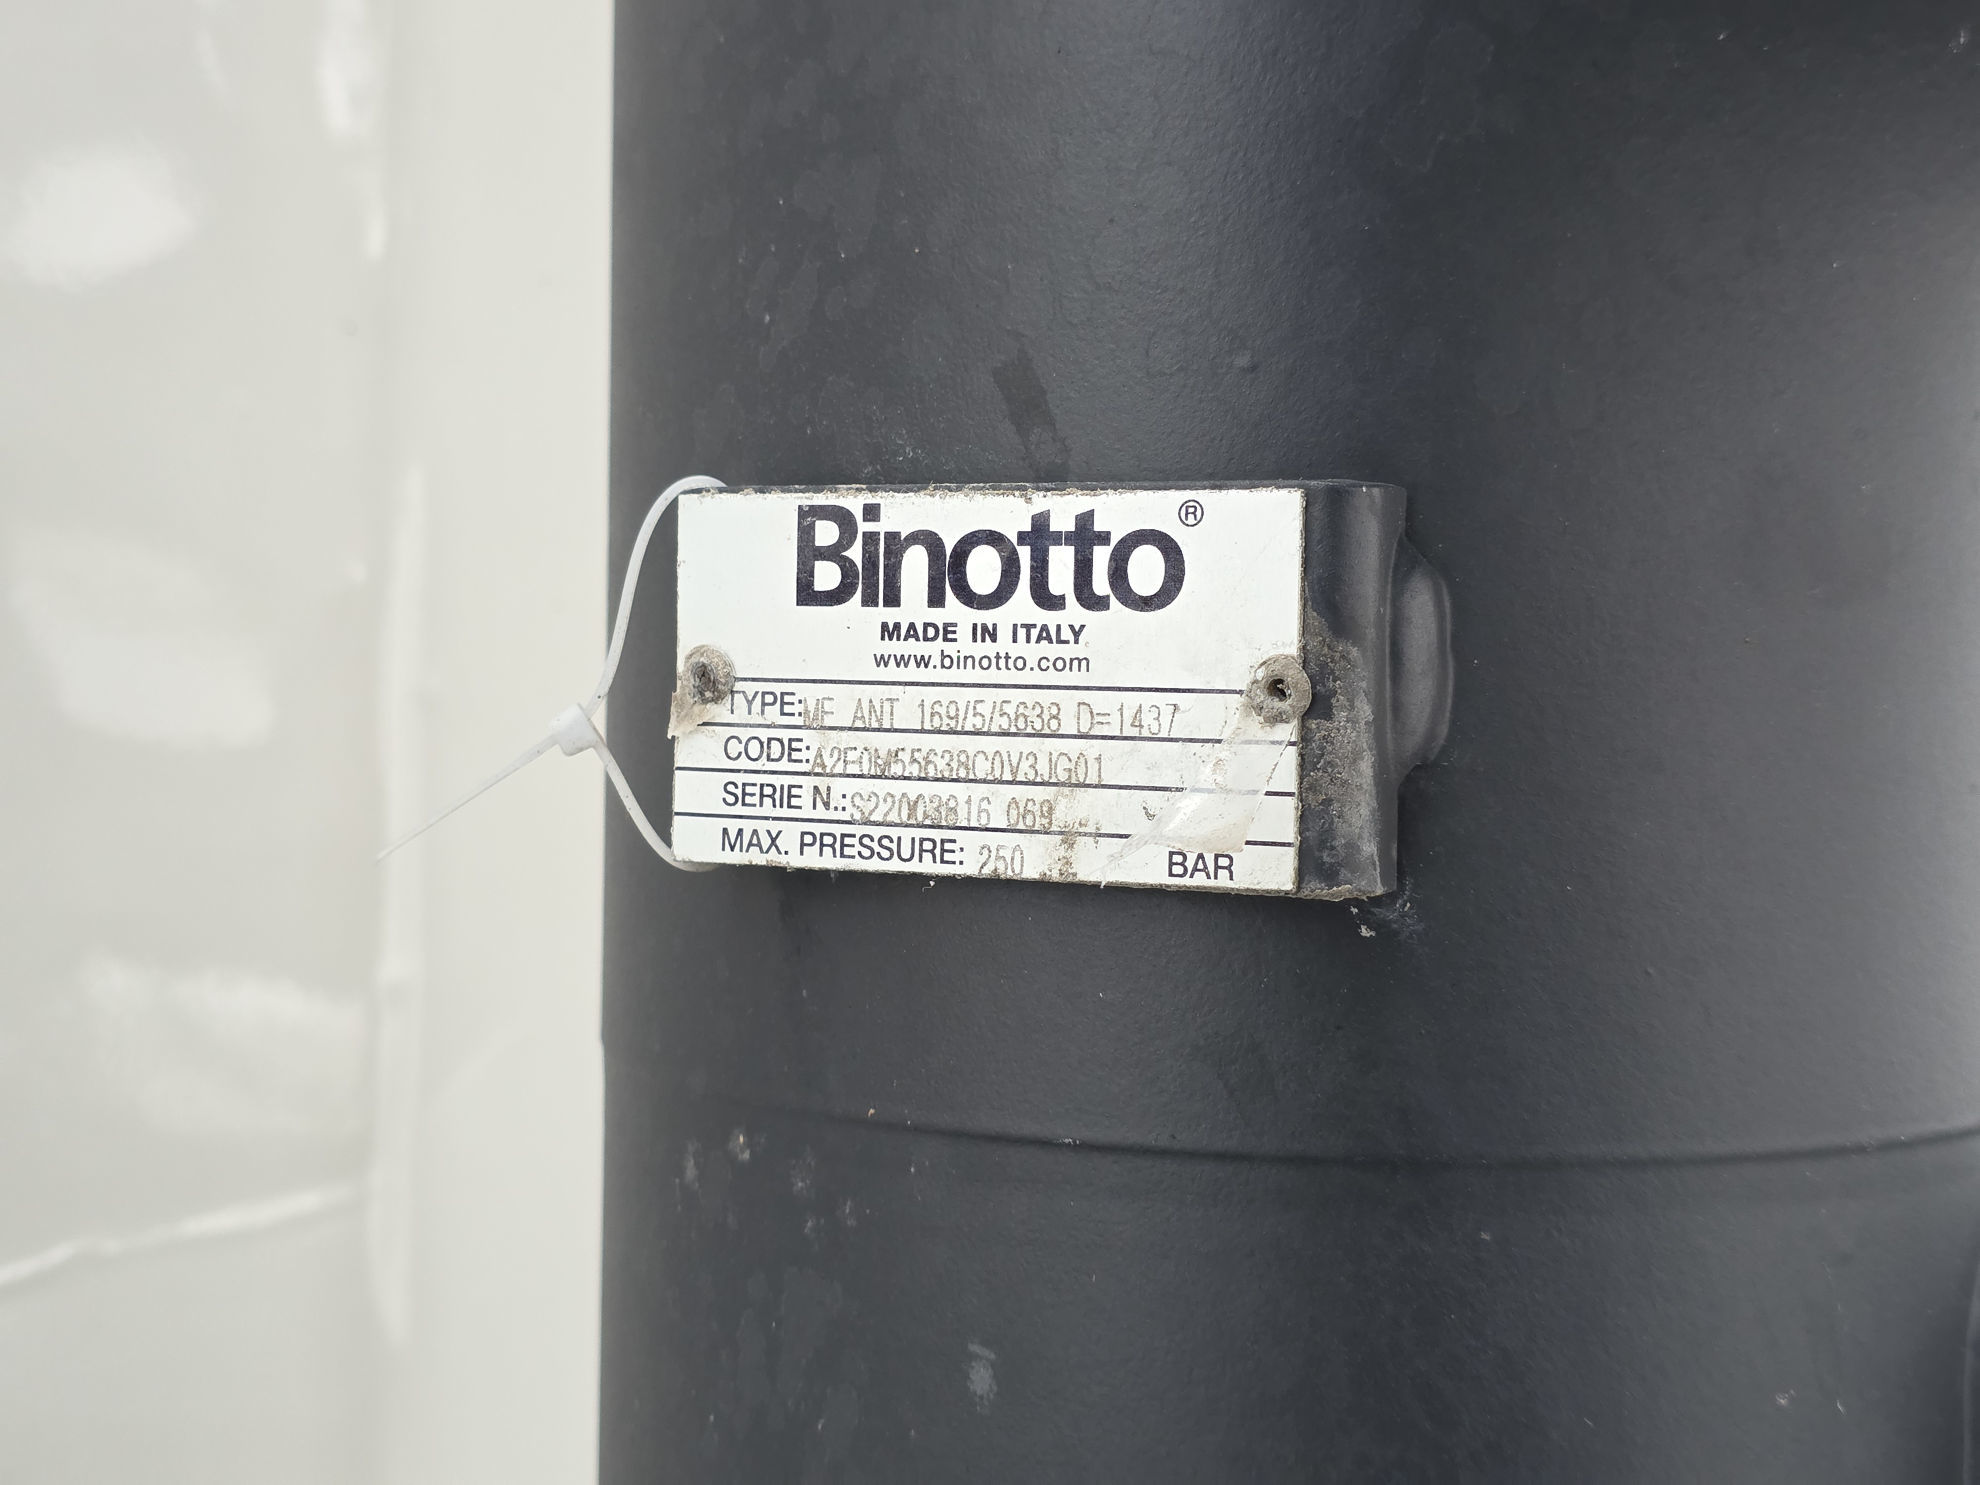 Binotto®
MADE IN ITALY
www.binotto.com
TYPE: MF ANT 169/5/5638 D=1437
CODE: A2F0M55638C0V3JG01
SERIE N.: S22003816 069
MAX. PRESSURE: 250 BAR